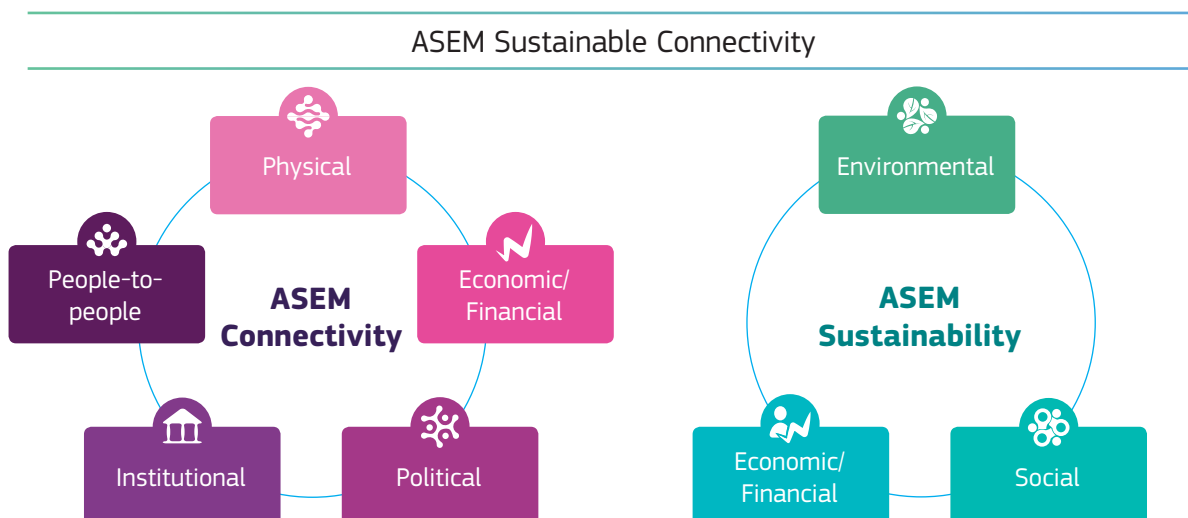 ASEM Sustainable Connectivity
Physical
People-to-
people
Economic/
Financial
ASEM
Connectivity
Institutional
Political
Environmental
ASEM
Sustainability
Economic/
Financial
Social